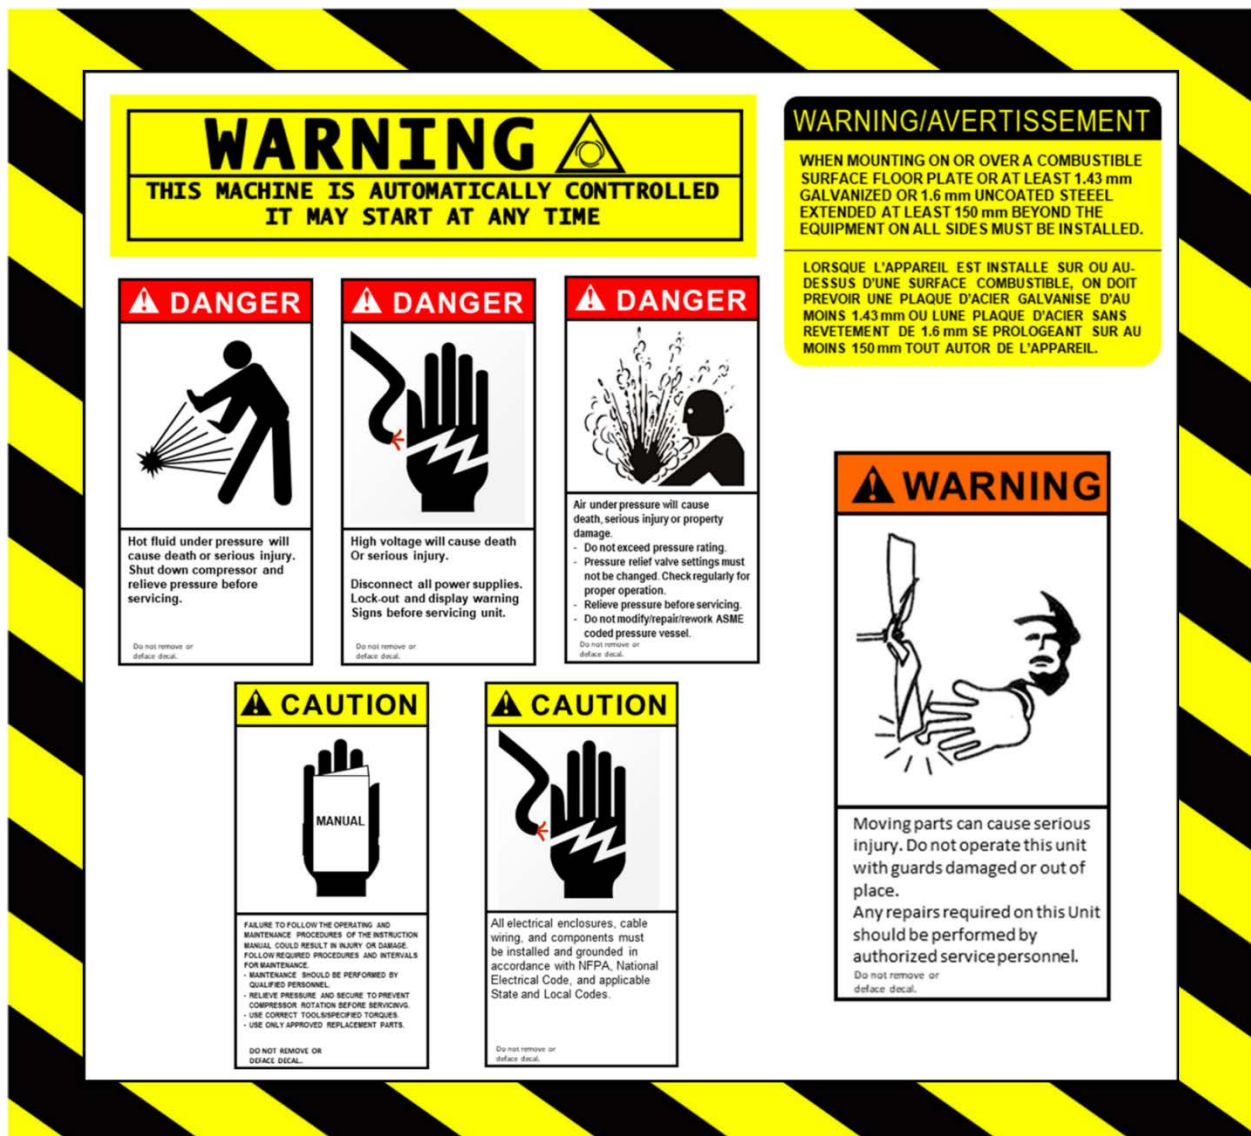 WARNING
THIS MACHINE IS AUTOMATICALLY CONTTROLLED
IT MAY START AT ANY TIME
WARNING/AVERTISSEMENT
WHEN MOUNTING ON OR OVER A COMBUSTIBLE
SURFACE FLOOR PLATE OR AT LEAST 1.43 mm
GALVANIZED OR 1.6 mm UNCOATED STEEEL
EXTENDED AT LEAST 150 mm BEYOND THE
EQUIPMENT ON ALL SIDES MUST BE INSTALLED.
LORSQUE L'APPAREIL EST INSTALLE SUR OU AU-
DESSUS D'UNE SURFACE COMBUSTIBLE, ON DOIT
PREVOIR UNE PLAQUE D'ACIER GALVANISE D'AU
MOINS 1.43 mm OU LUNE PLAQUE D'ACIER SANS
REVETEMENT DE 1.6 mm SE PROLOGEANT SUR AU
MOINS 150 mm TOUT AUTOR DE L'APPAREIL.
DANGER
Hot fluid under pressure will
cause death or serious injury.
Shut down compressor and
relieve pressure before
servicing.
Do not remove or
deface decal.
DANGER
High voltage will cause death
Or serious injury.
Disconnect all power supplies.
Lock-out and display warning
Signs before servicing unit.
Do not remove or
deface decal.
DANGER
Air under pressure will cause
death, serious injury or property
damage.
- Do not exceed pressure rating.
- Pressure relief valve settings must
not be changed. Check regularly for
proper operation.
- Relieve pressure before servicing.
- Do not modify/repair/rework ASME
coded pressure vessel.
Do not remove or
deface decal.
WARNING
Moving parts can cause serious
injury. Do not operate this unit
with guards damaged or out of
place.
Any repairs required on this Unit
should be performed by
authorized service personnel.
Do not remove or
deface decal.
CAUTION
MANUAL
FAILURE TO FOLLOW THE OPERATING AND
MAINTENANCE PROCEDURES OF THE INSTRUCTION
MANUAL COULD RESULT IN INJURY OR DAMAGE.
FOLLOW REQUIRED PROCEDURES AND INTERVALS
FOR MAINTENANCE.
- MAINTENANCE SHOULD BE PERFORMED BY
QUALIFIED PERSONNEL.
- RELIEVE PRESSURE AND SECURE TO PREVENT
COMPRESSOR ROTATION BEFORE SERVICINVG.
- USE CORRECT TOOLS/SPECIFIED TORQUES.
- USE ONLY APPROVED REPLACEMENT PARTS.
DO NOT REMOVE OR
DEFACE DECAL.
CAUTION
All electrical enclosures, cable
wiring, and components must
be installed and grounded in
accordance with NFPA, National
Electrical Code, and applicable
State and Local Codes.
Do not remove or
deface decal.